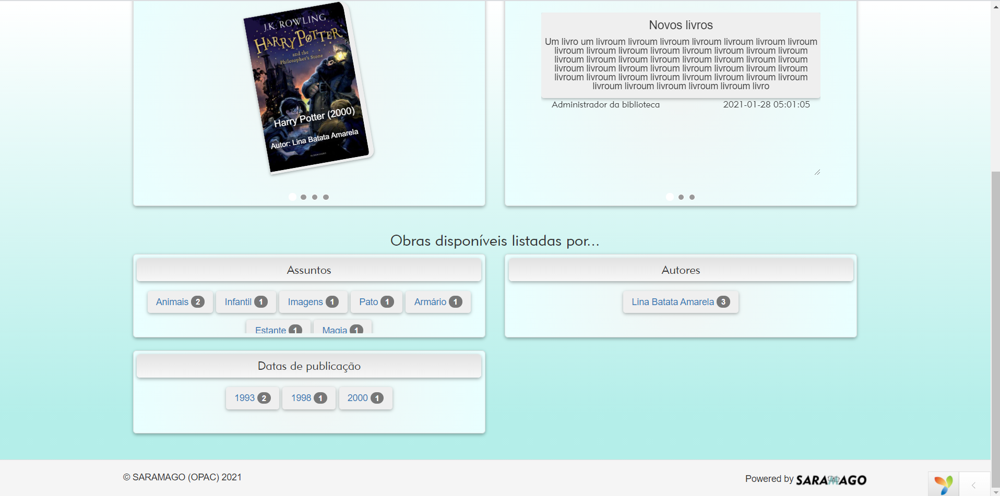 J.K. ROWLING
HARRY POTTER
and the
Philosopher's Stone
Harry Potter (2000)
Autor: Lina Batata Amarela
BLOOMSBURY
Novos livros
Um livro um livroum livroum livroum livroum livroum livroum livroum
livroum livroum livroum livroum livroum livroum livroum livroum
livroum livroum livroum livroum livroum livroum livroum livroum
livroum livroum livroum livroum livroum livroum livroum livroum
livroum livroum livroum livroum livroum livroum livroum livroum
livroum livroum livroum livroum livroum livro
Administrador da biblioteca 2021-01-28 05:01:05
Obras disponíveis listadas por...
Assuntos
Animais 2 Infantil 1 Imagens 1 Pato 1 Armário 1
Estante 1 Magia 1
Autores
Lina Batata Amarela 3
Datas de publicação
1993 2 1998 1 2000 1
© SARAMAGO (OPAC) 2021
Powered by SARAMAGO